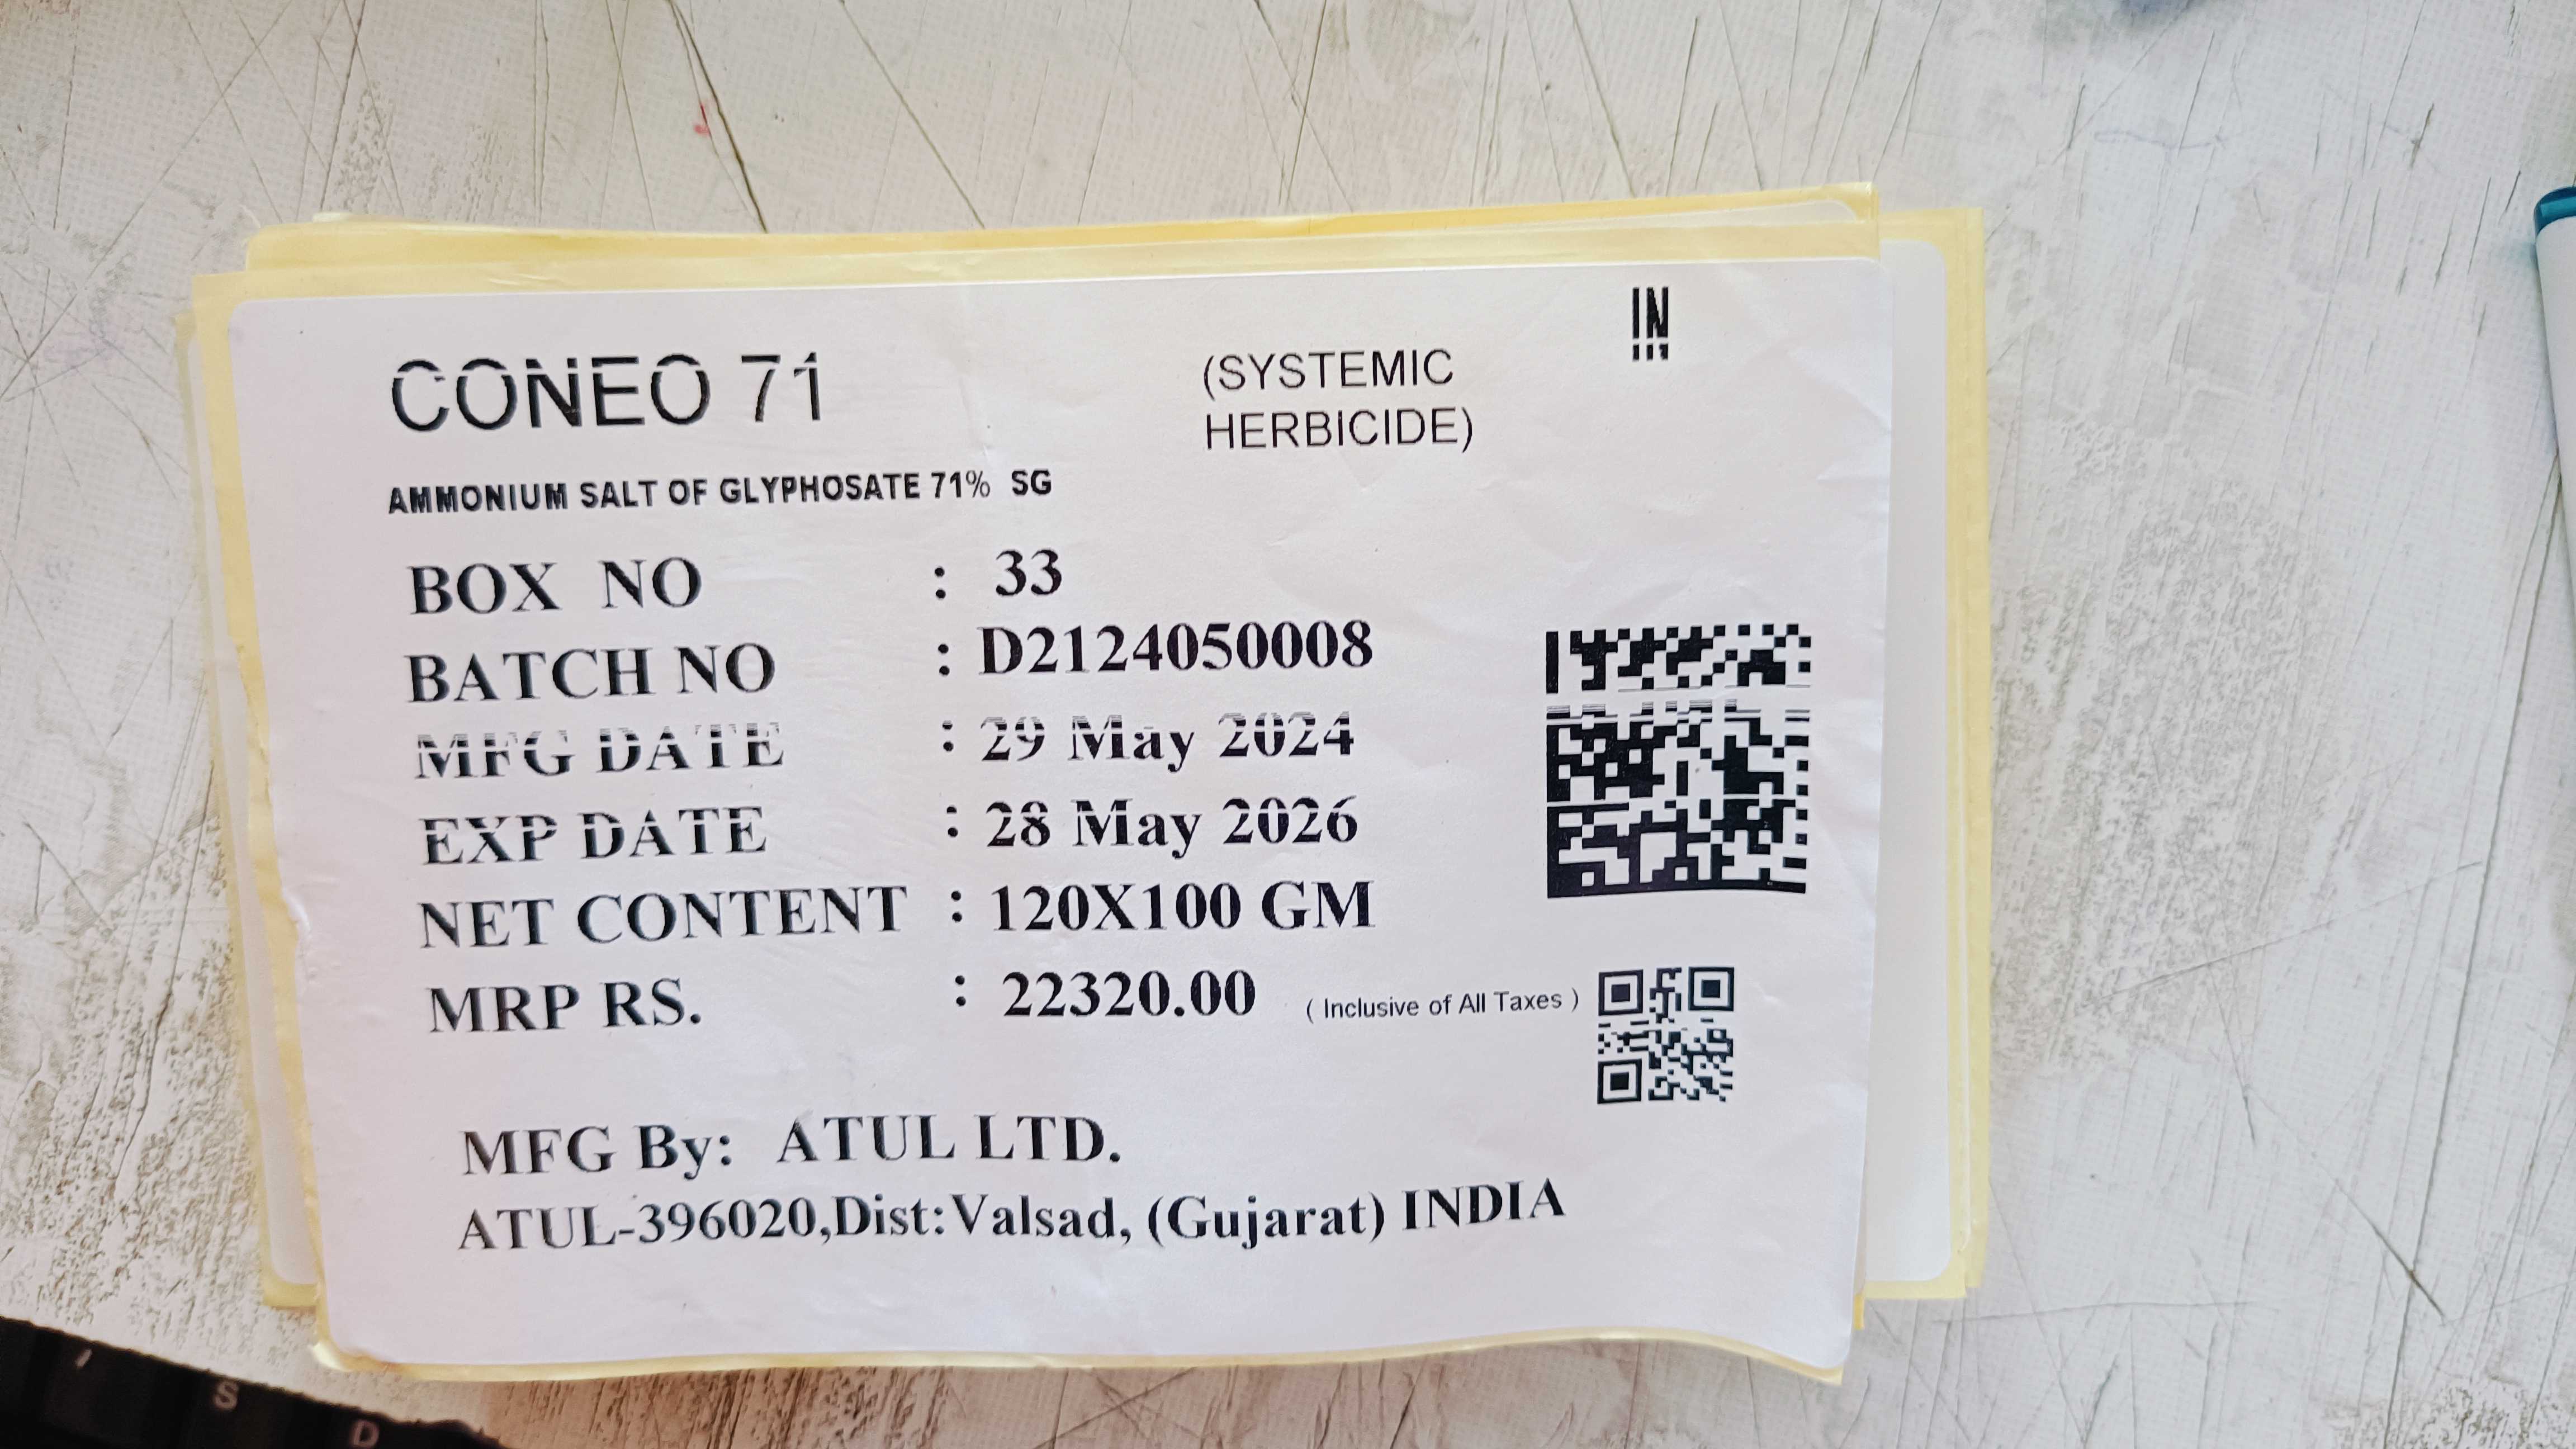 IN
CONEO 71
(SYSTEMIC
HERBICIDE)
AMMONIUM SALT OF GLYPHOSATE 71% SG
BOX NO : 33
BATCH NO : D2124050008
MFG DATE : 29 May 2024
EXP DATE : 28 May 2026
NET CONTENT : 120X100 GM
MRP RS. : 22320.00 ( Inclusive of All Taxes )
MFG By: ATUL LTD.
ATUL-396020,Dist:Valsad, (Gujarat) INDIA
S
D